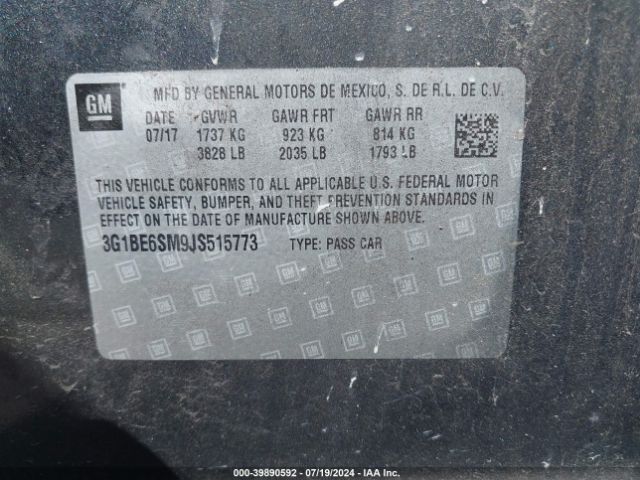 GM MFD BY GENERAL MOTORS DE MEXICO, S. DE R.L. DE C.V.
DATE GVWR GAWR FRT GAWR RR
07/17 1737 KG 923 KG 814 KG
3828 LB 2035 LB 1793 LB
THIS VEHICLE CONFORMS TO ALL APPLICABLE U.S. FEDERAL MOTOR
VEHICLE SAFETY, BUMPER, AND THEFT PREVENTION STANDARDS IN
EFFECT ON THE DATE OF MANUFACTURE SHOWN ABOVE.
3G1BE6SM9JS515773 TYPE: PASS CAR
000-39890592 - 07/19/2024 - IAA Inc.